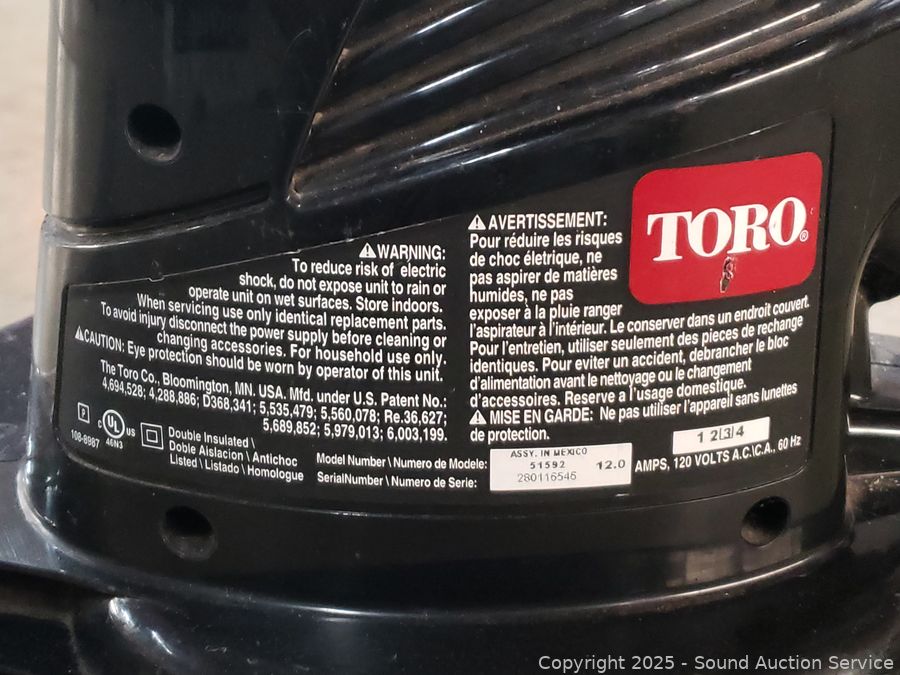 ⚠WARNING:
To reduce risk of electric
shock, do not expose unit to rain or
operate unit on wet surfaces. Store indoors.
When servicing use only identical replacement parts.
To avoid injury disconnect the power supply before cleaning or
changing accessories. For household use only.
⚠CAUTION: Eye protection should be worn by operator of this unit.
The Toro Co., Bloomington, MN. USA. Mfd. under U.S. Patent No.:
4,694,528; 4,288,886; D368,341; 5,535,479; 5,560,078; Re.36,627;
5,689,852; 5,979,013; 6,003,199.
⚠AVERTISSEMENT:
Pour réduire les risques
de choc életrique, ne
pas aspirer de matières
humides, ne pas
exposer à la pluie ranger
l'aspirateur à l'intérieur. Le conserver dans un endroit couvert.
Pour l'entretien, utiliser seulement des pieces de rechange
identiques. Pour eviter un accident, debrancher le bloc
d'alimentation avant le nettoyage ou le changement
d'accessoires. Reserve a l'usage domestique.
⚠ MISE EN GARDE: Ne pas utiliser l'appareil sans lunettes
de protection.
TORO®
F
108-8987
c UL us
46N3
Double Insulated \
Doble Aislacion \ Antichoc
Listed \ Listado \ Homologue
Model Number \ Numero de Modele:
SerialNumber \ Numero de Serie:
ASSY. IN MEXICO
51592 12.0
280116546
1 2 3 4
AMPS, 120 VOLTS A.C.\C.A., 60 Hz
Copyright © 2025 - Sound Auction Service